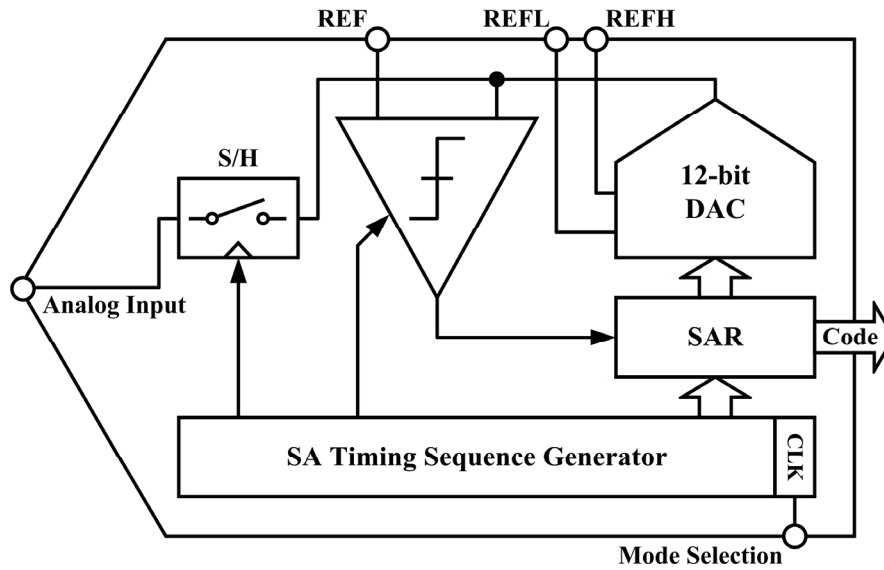 REF
REFL
REFH
S/H
12-bit
DAC
Analog Input
SAR
Code
SA Timing Sequence Generator
CLK
Mode Selection